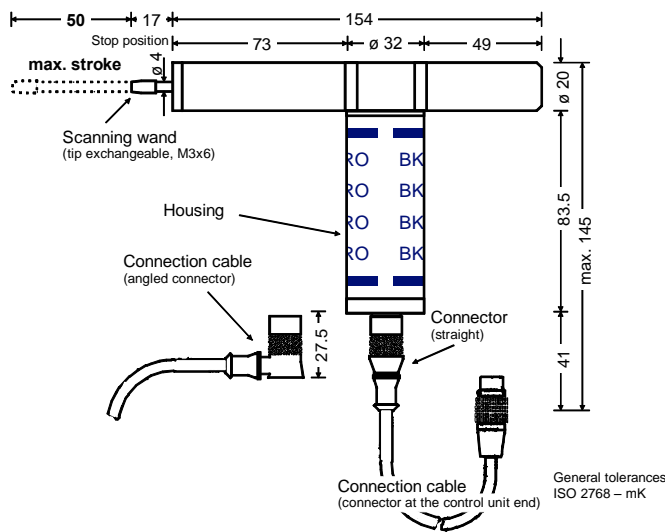 50
17
154
Stop position
73
ø 32
49
max. stroke
ø 4
ø 20
Scanning wand
(tip exchangeable, M3x6)
RO BK
RO BK
RO BK
RO BK
Housing
83.5
max. 145
Connection cable
(angled connector)
27.5
Connector
(straight)
41
Connection cable
(connector at the control unit end)
General tolerances
ISO 2768 – mK